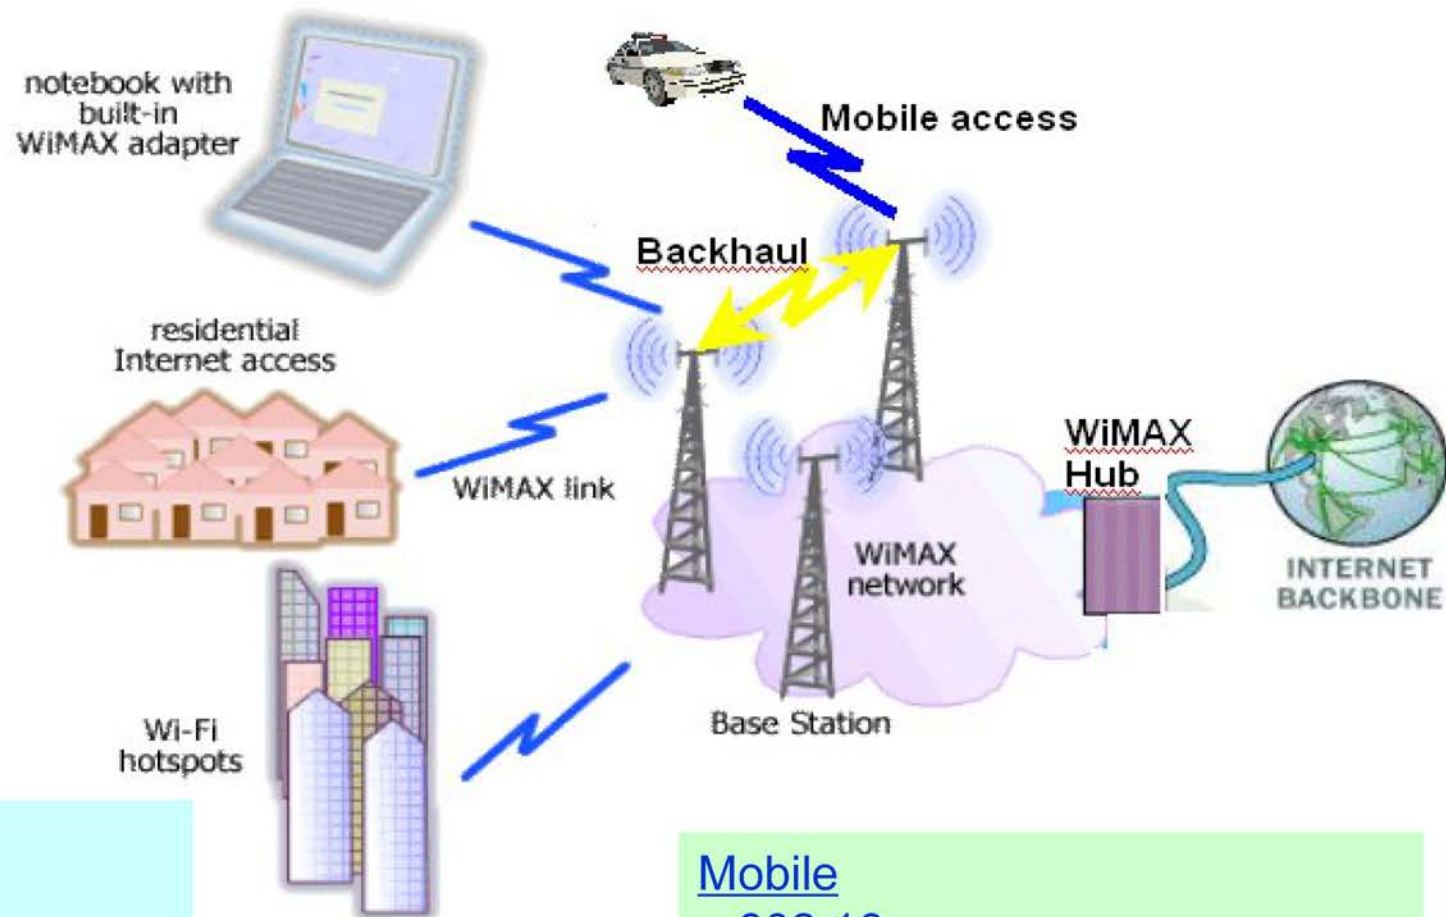 notebook with
built-in
WiMAX adapter
Mobile access
Backhaul
residential
Internet access
WiMAX link
WiMAX
Hub
WiMAX
network
INTERNET
BACKBONE
Base Station
Wi-Fi
hotspots
Mobile